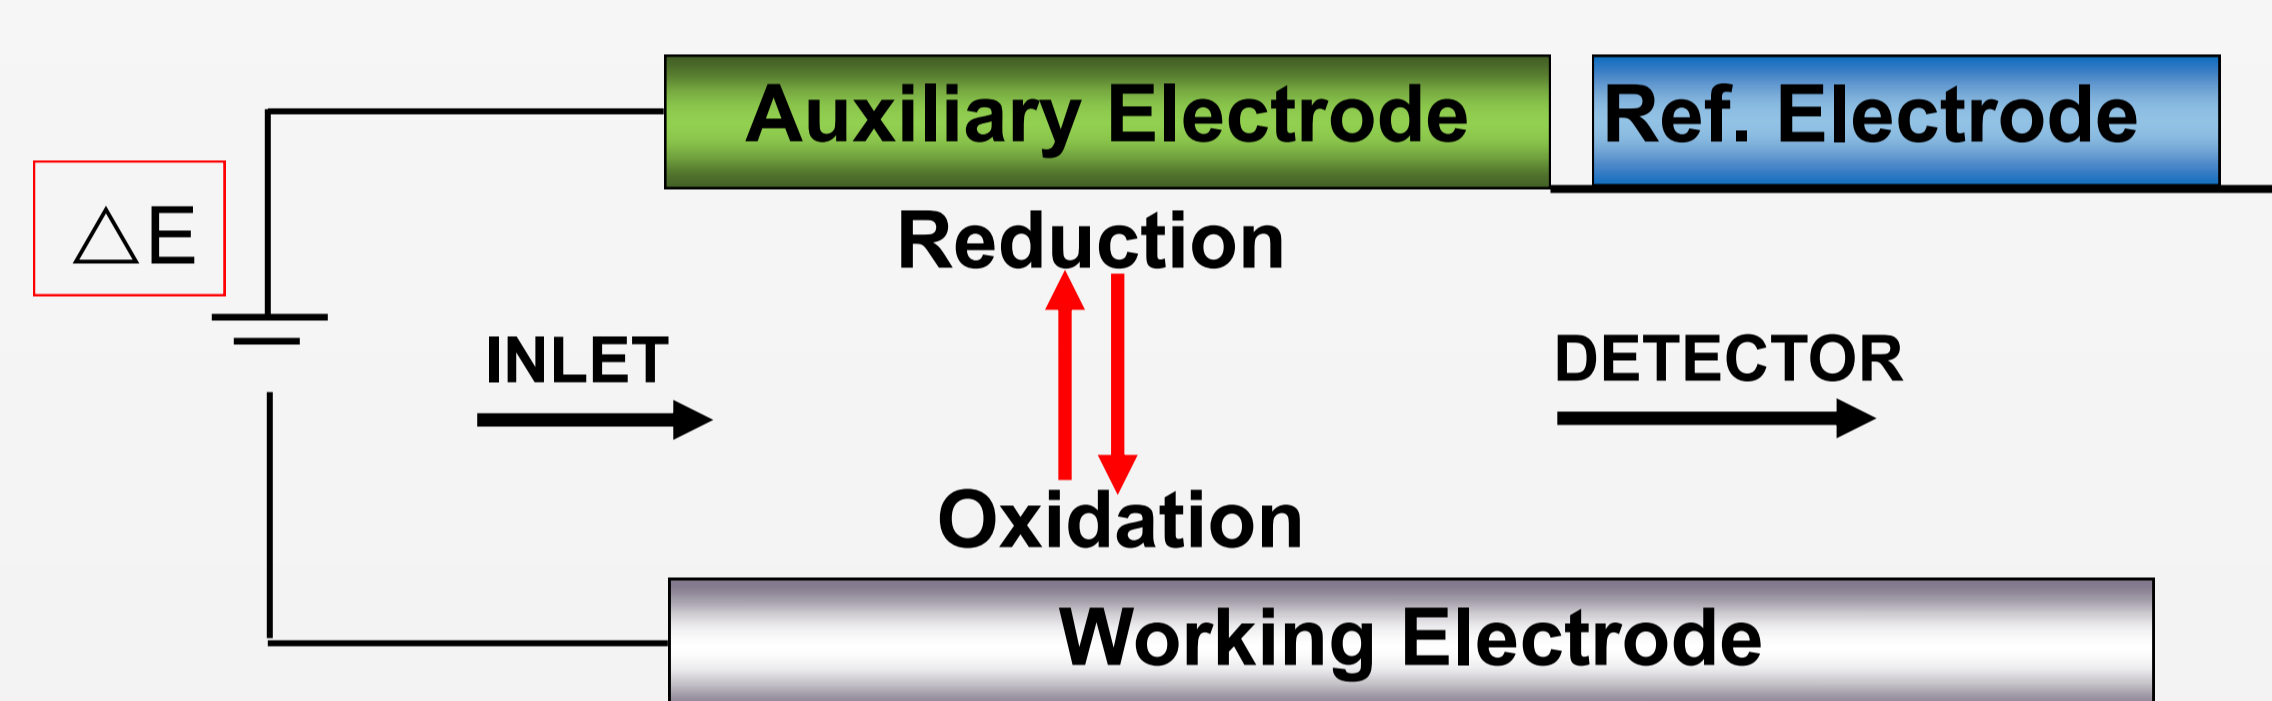 Auxiliary Electrode
Ref. Electrode
△E
Reduction
INLET
DETECTOR
Oxidation
Working Electrode